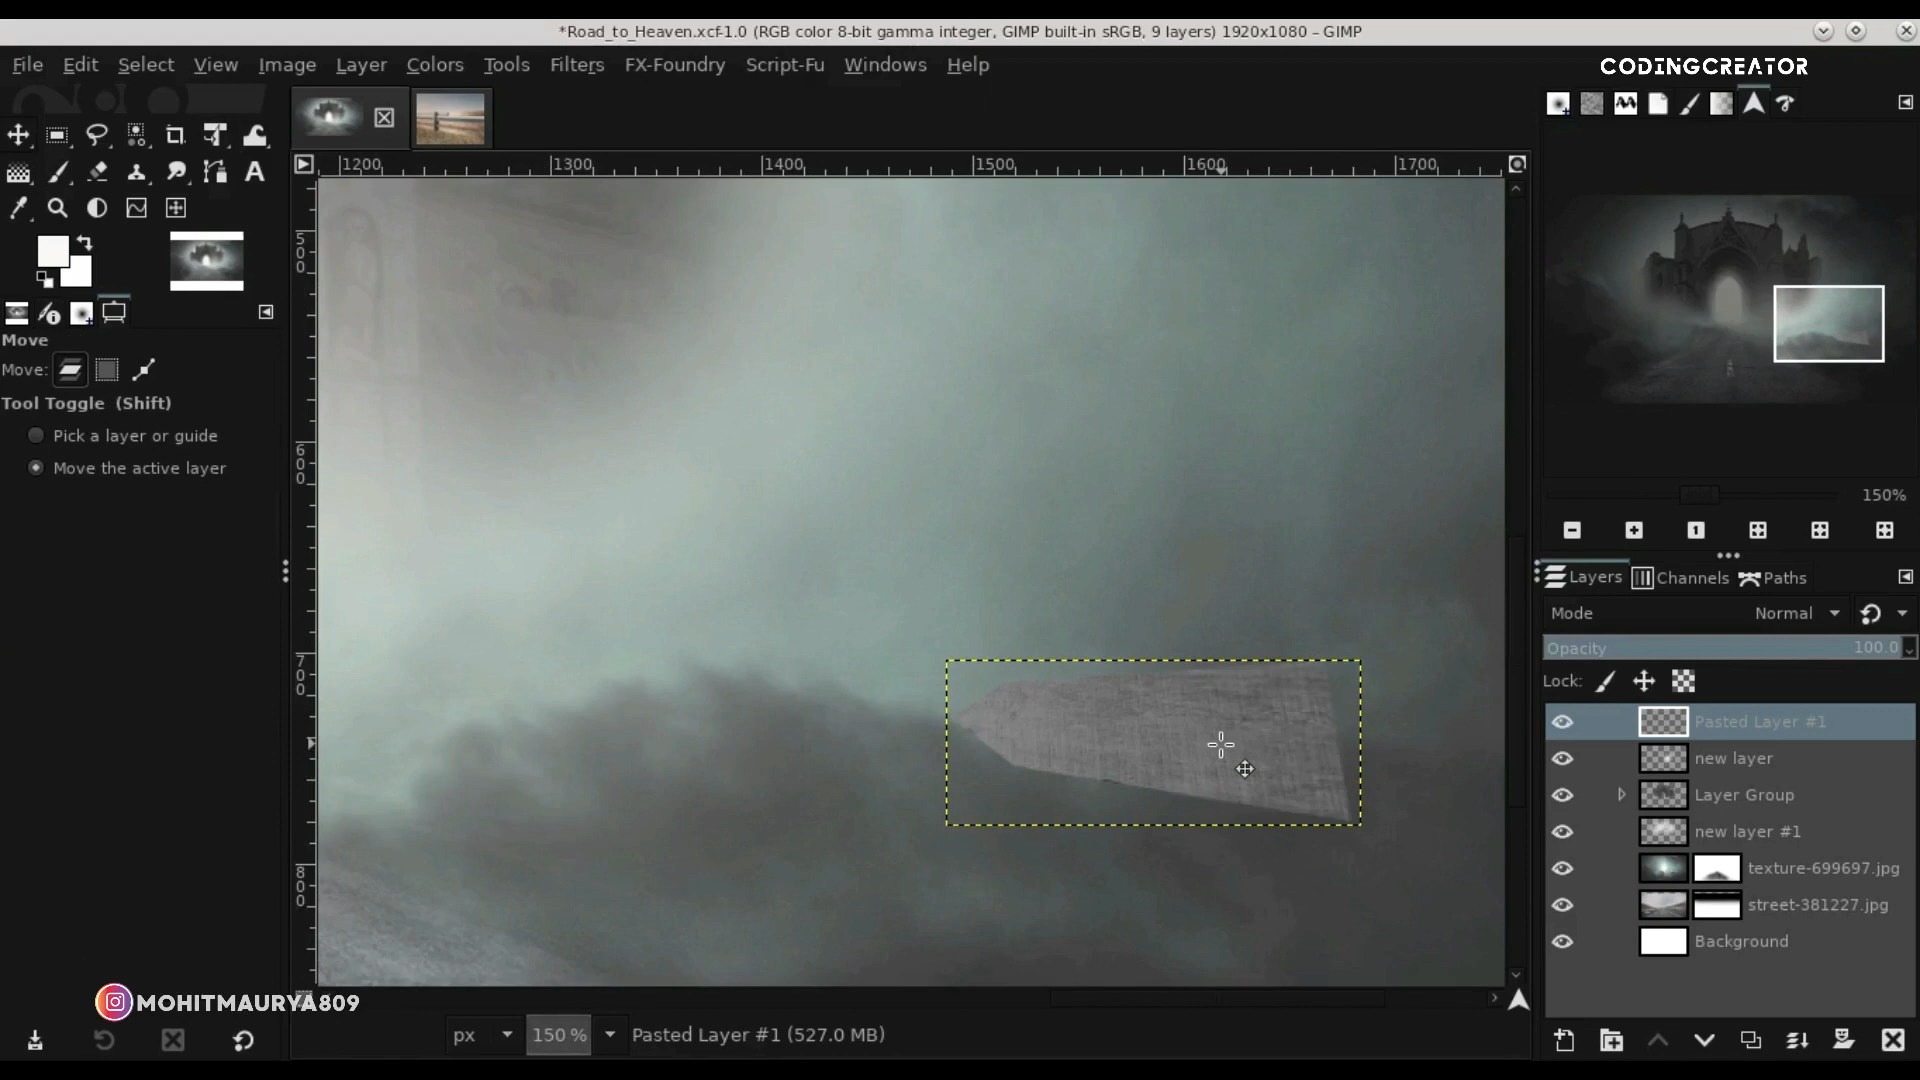 *Road_to_Heaven.xcf-1.0 (RGB color 8-bit gamma integer, GIMP built-in sRGB, 9 layers) 1920x1080 – GIMP
File Edit Select View Image Layer Colors Tools Filters FX-Foundry Script-Fu Windows Help
CODINGCREATOR
1200 1300 1400 1500 1600 1700
500
600
700
800
Move
Move:
Tool Toggle (Shift)
Pick a layer or guide
Move the active layer
150%
Layers Channels Paths
Mode Normal
Opacity 100.0
Lock:
Pasted Layer #1
new layer
Layer Group
new layer #1
texture-699697.jpg
street-381227.jpg
Background
MOHITMAURYA809
px 150 % Pasted Layer #1 (527.0 MB)